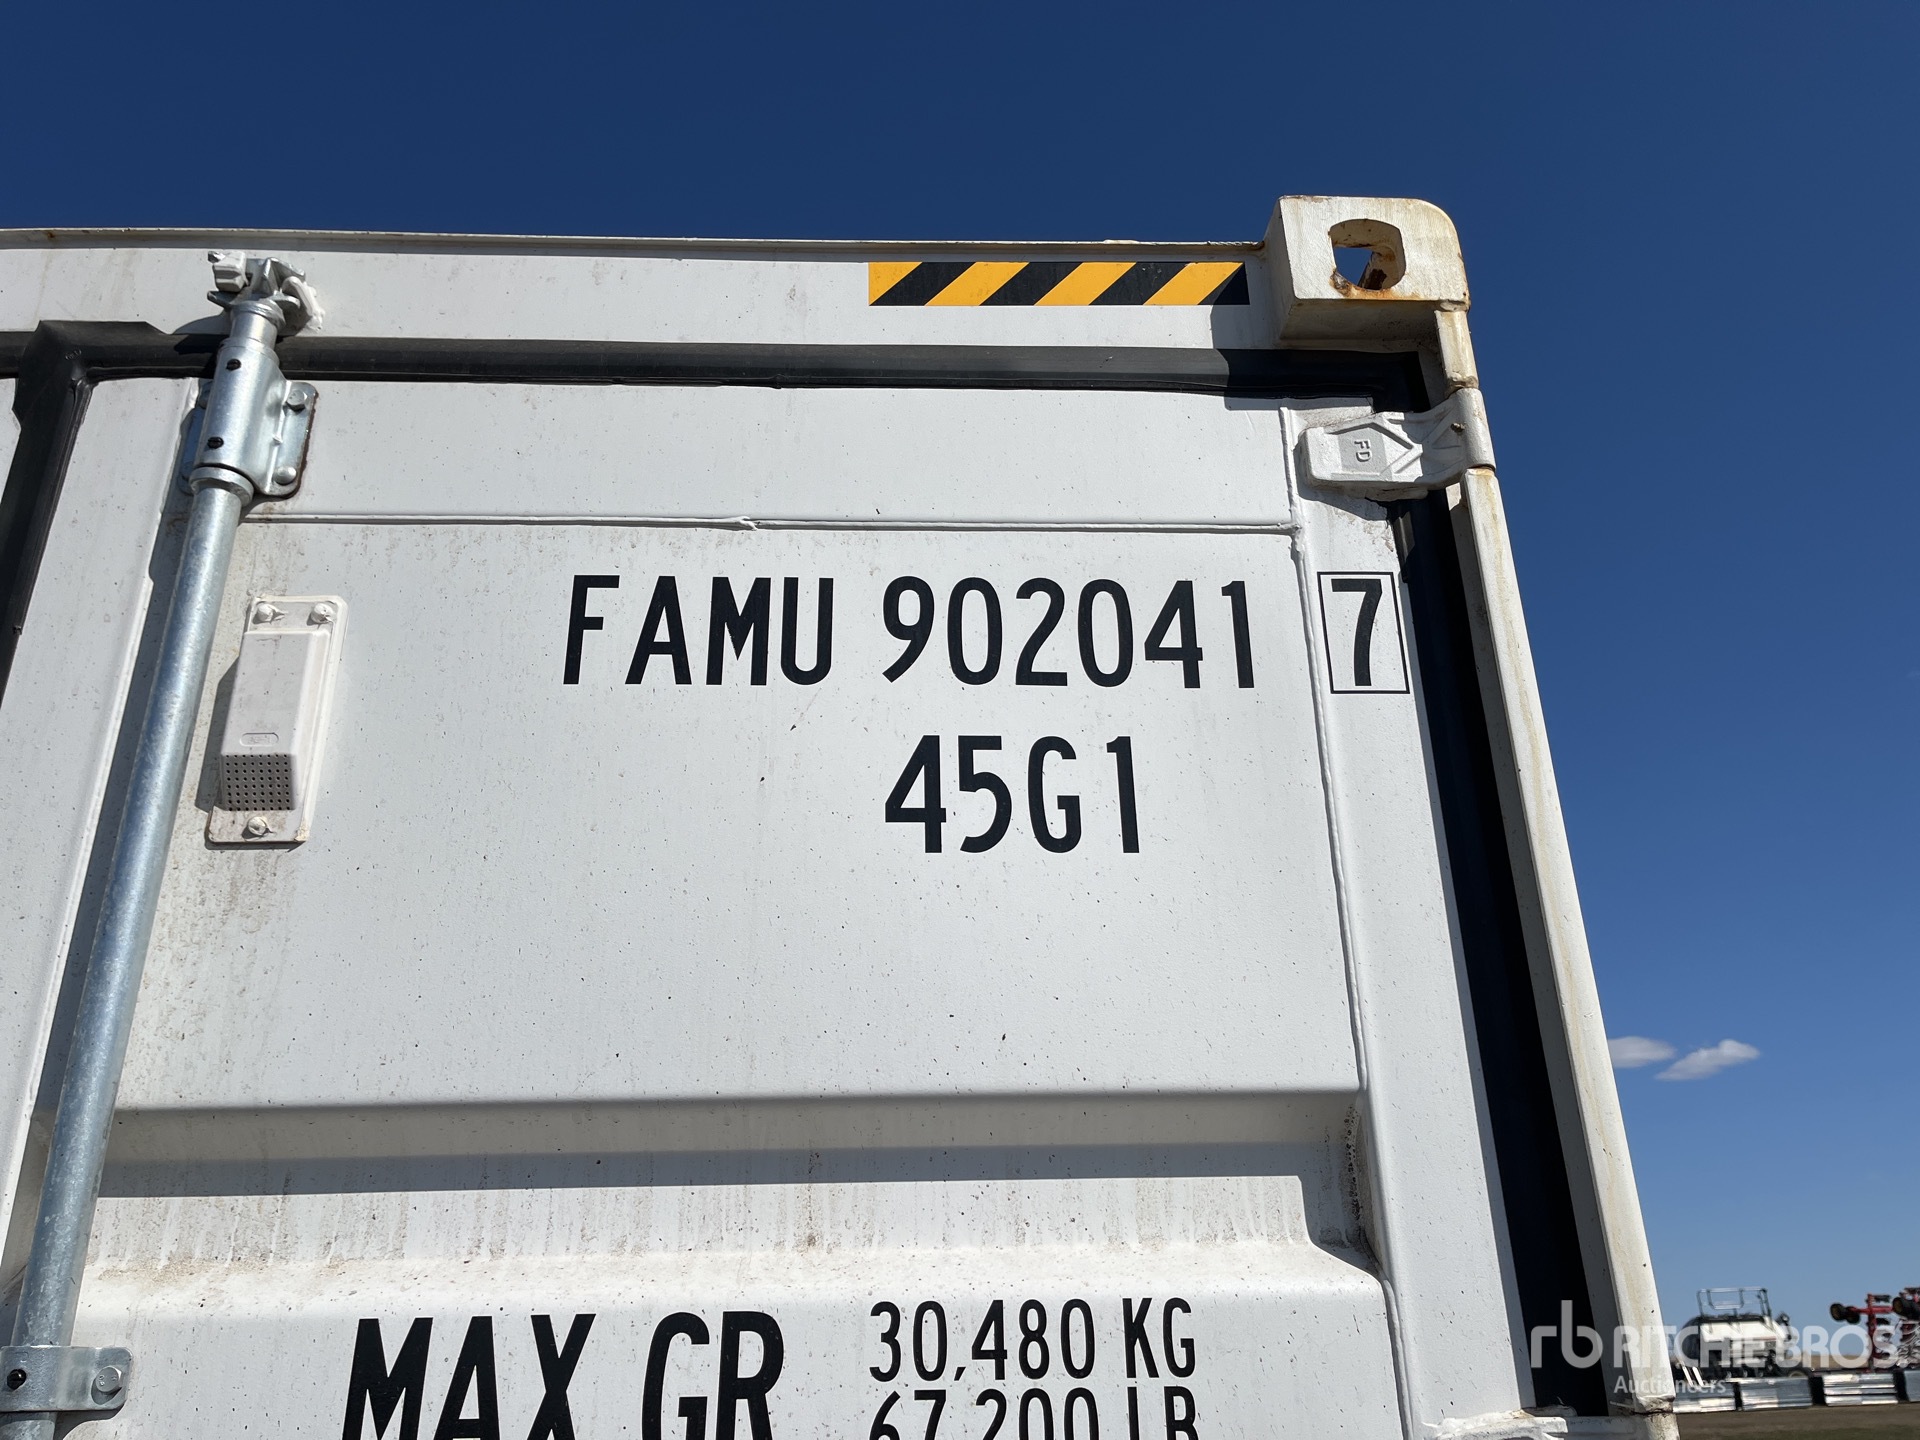 FD
FAMU 902041 7
45G1
MAX GR 30,480 KG
67,200 LB
rb RITCHIE BROS
Auctioneers